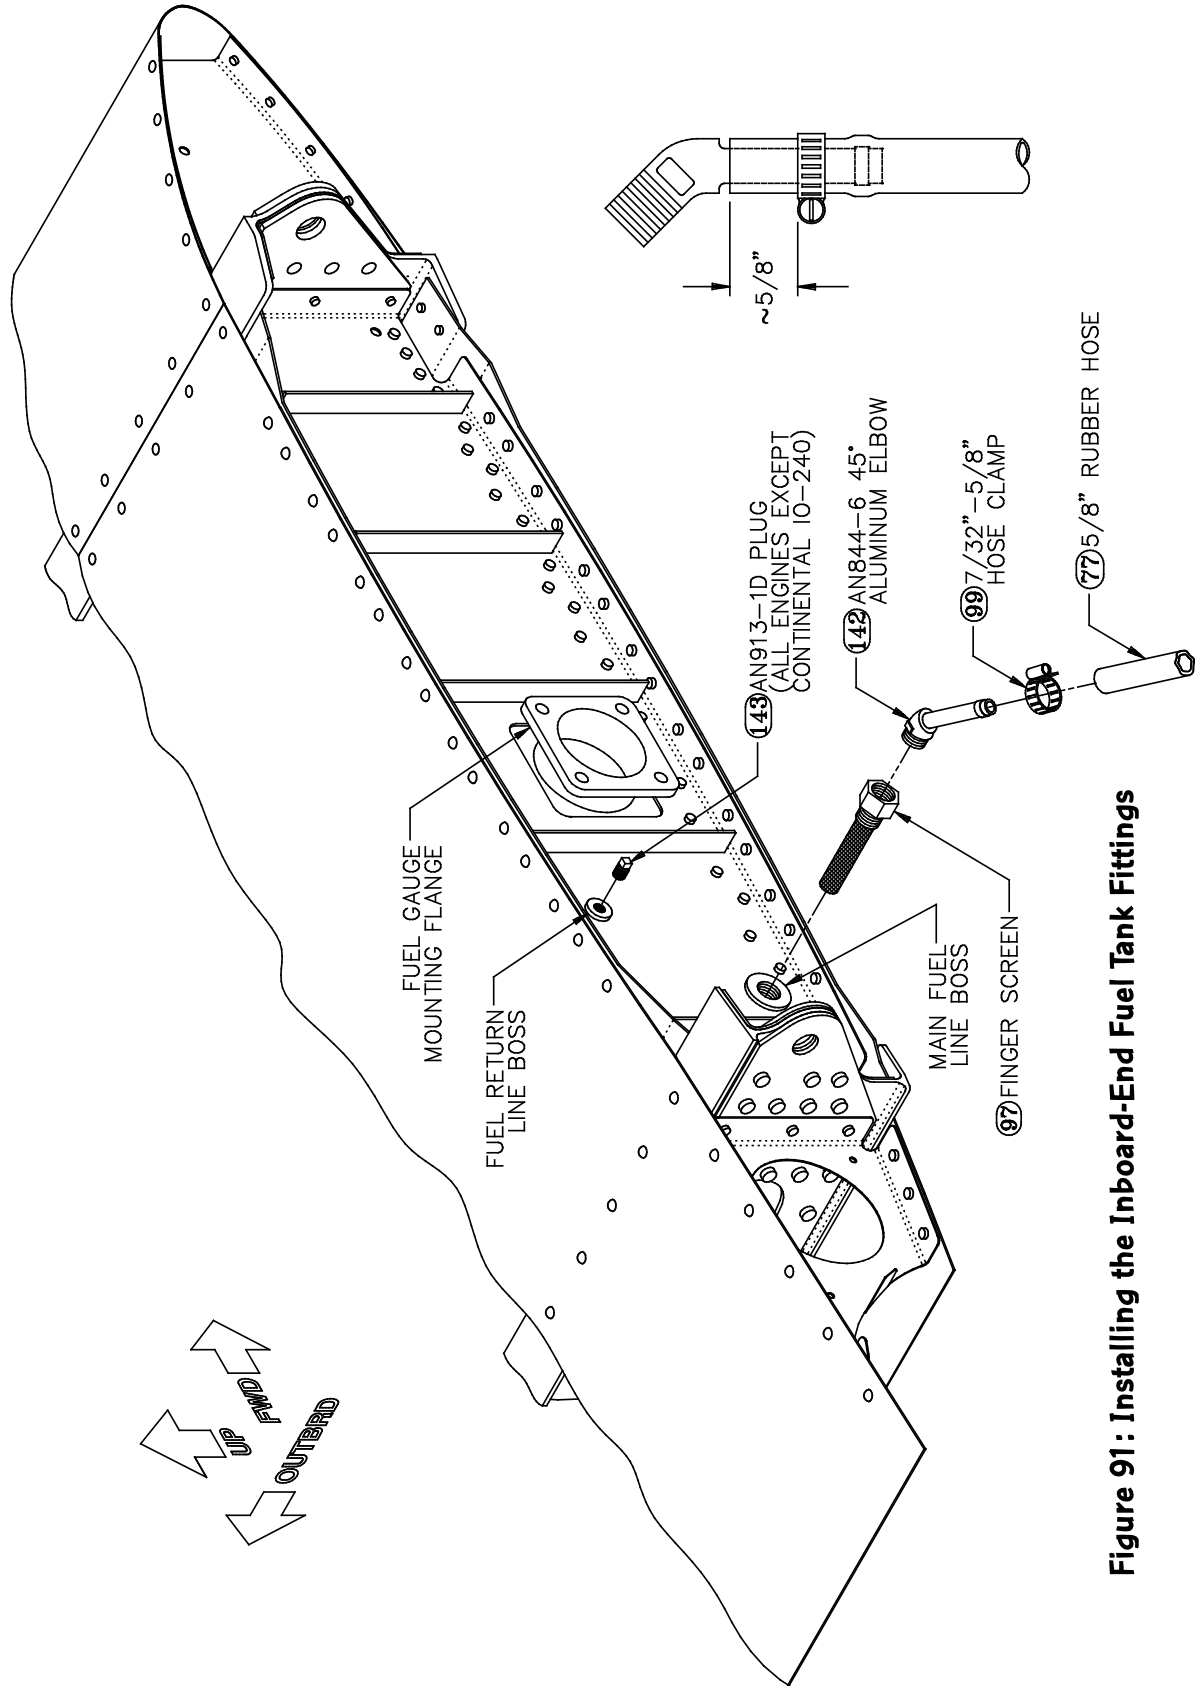 UP
FWD
OUTBRD
FUEL GAUGE
MOUNTING FLANGE
FUEL RETURN
LINE BOSS
143 AN913-1D PLUG
(ALL ENGINES EXCEPT
CONTINENTAL IO-240)
142 AN844-6 45°
ALUMINUM ELBOW
99 7/32"-5/8"
HOSE CLAMP
77 5/8" RUBBER HOSE
MAIN FUEL
LINE BOSS
97 FINGER SCREEN
~5/8"
Figure 91: Installing the Inboard-End Fuel Tank Fittings